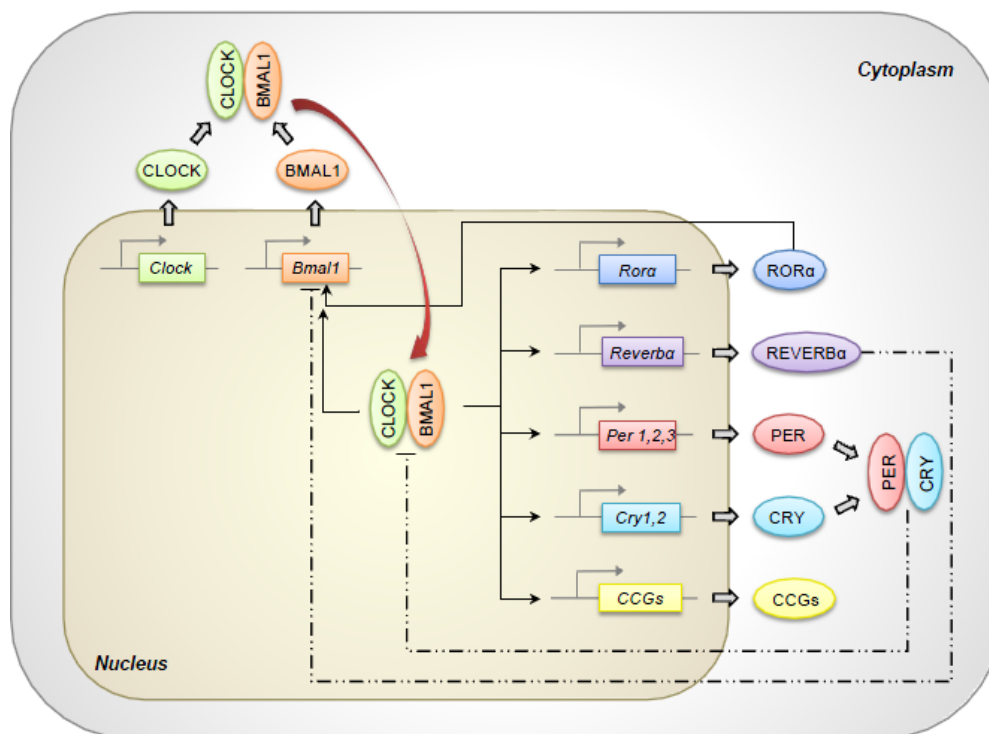 Cytoplasm
CLOCK
BMAL1
CLOCK
BMAL1
Clock
Bmal1
Rorα
RORα
Reverbα
REVERBα
CLOCK
BMAL1
Per 1,2,3
PER
PER
CRY
Cry1,2
CRY
CCGs
CCGs
Nucleus